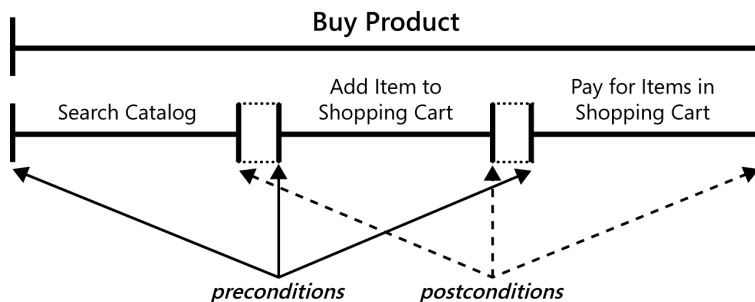 Buy Product
Search Catalog
Add Item to
Shopping Cart
Pay for Items in
Shopping Cart
preconditions
postconditions